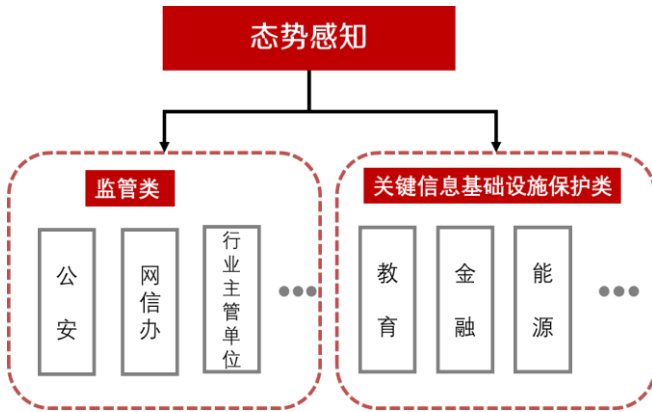 态势感知
监管类
关键信息基础设施保护类
公安
网信办
行业主管单位
教育
金融
能源